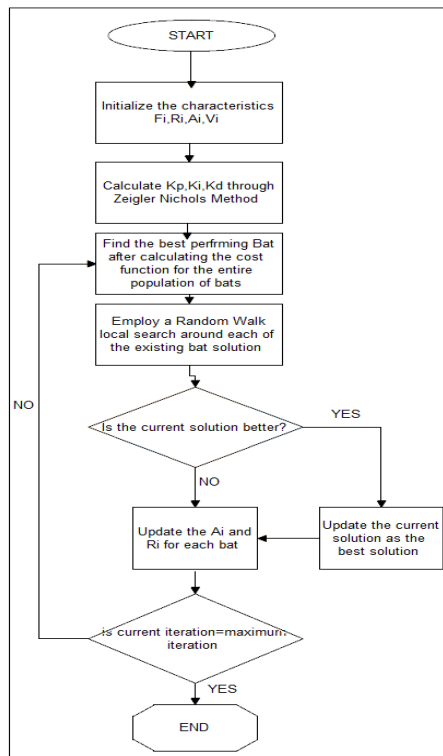 START
Initialize the characteristics
Fi,Ri,Ai,Vi
Calculate Kp,Ki,Kd through
Zeigler Nichols Method
Find the best perfrming Bat
after calculating the cost
function for the entire
population of bats
Employ a Random Walk
local search around each of
the existing bat solution
NO
Is the current solution better?
YES
NO
Update the Ai and
Ri for each bat
Update the current
solution as the
best solution
is current iteration=maximum
iteration
YES
END